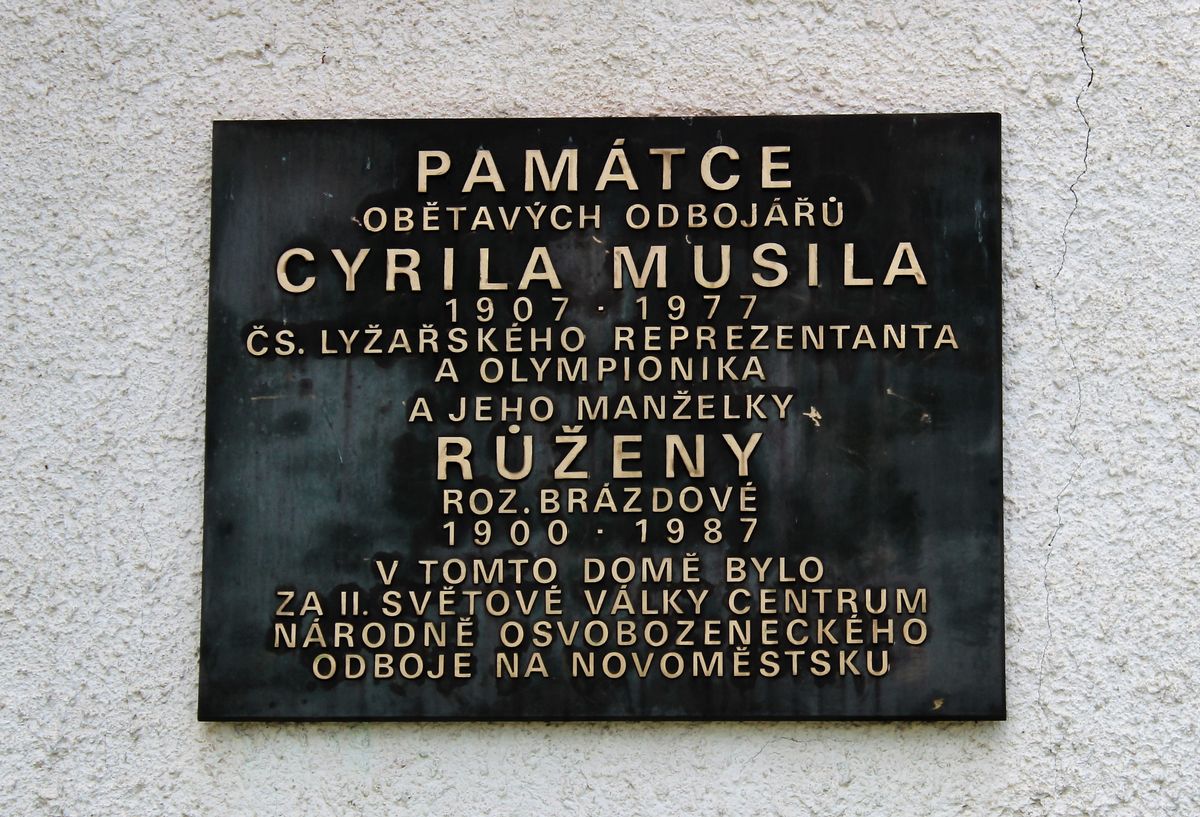 PAMÁTCE
OBĚTAVÝCH ODBOJÁŘŮ
CYRILA MUSILA
1907 · 1977
ČS. LYŽAŘSKÉHO REPREZENTANTA
A OLYMPIONIKA
A JEHO MANŽELKY
RŮŽENY
ROZ. BRÁZDOVÉ
1900 · 1987
V TOMTO DOMĚ BYLO
ZA II. SVĚTOVÉ VÁLKY CENTRUM
NÁRODNĚ OSVOBOZENECKÉHO
ODBOJE NA NOVOMĚSTSKU